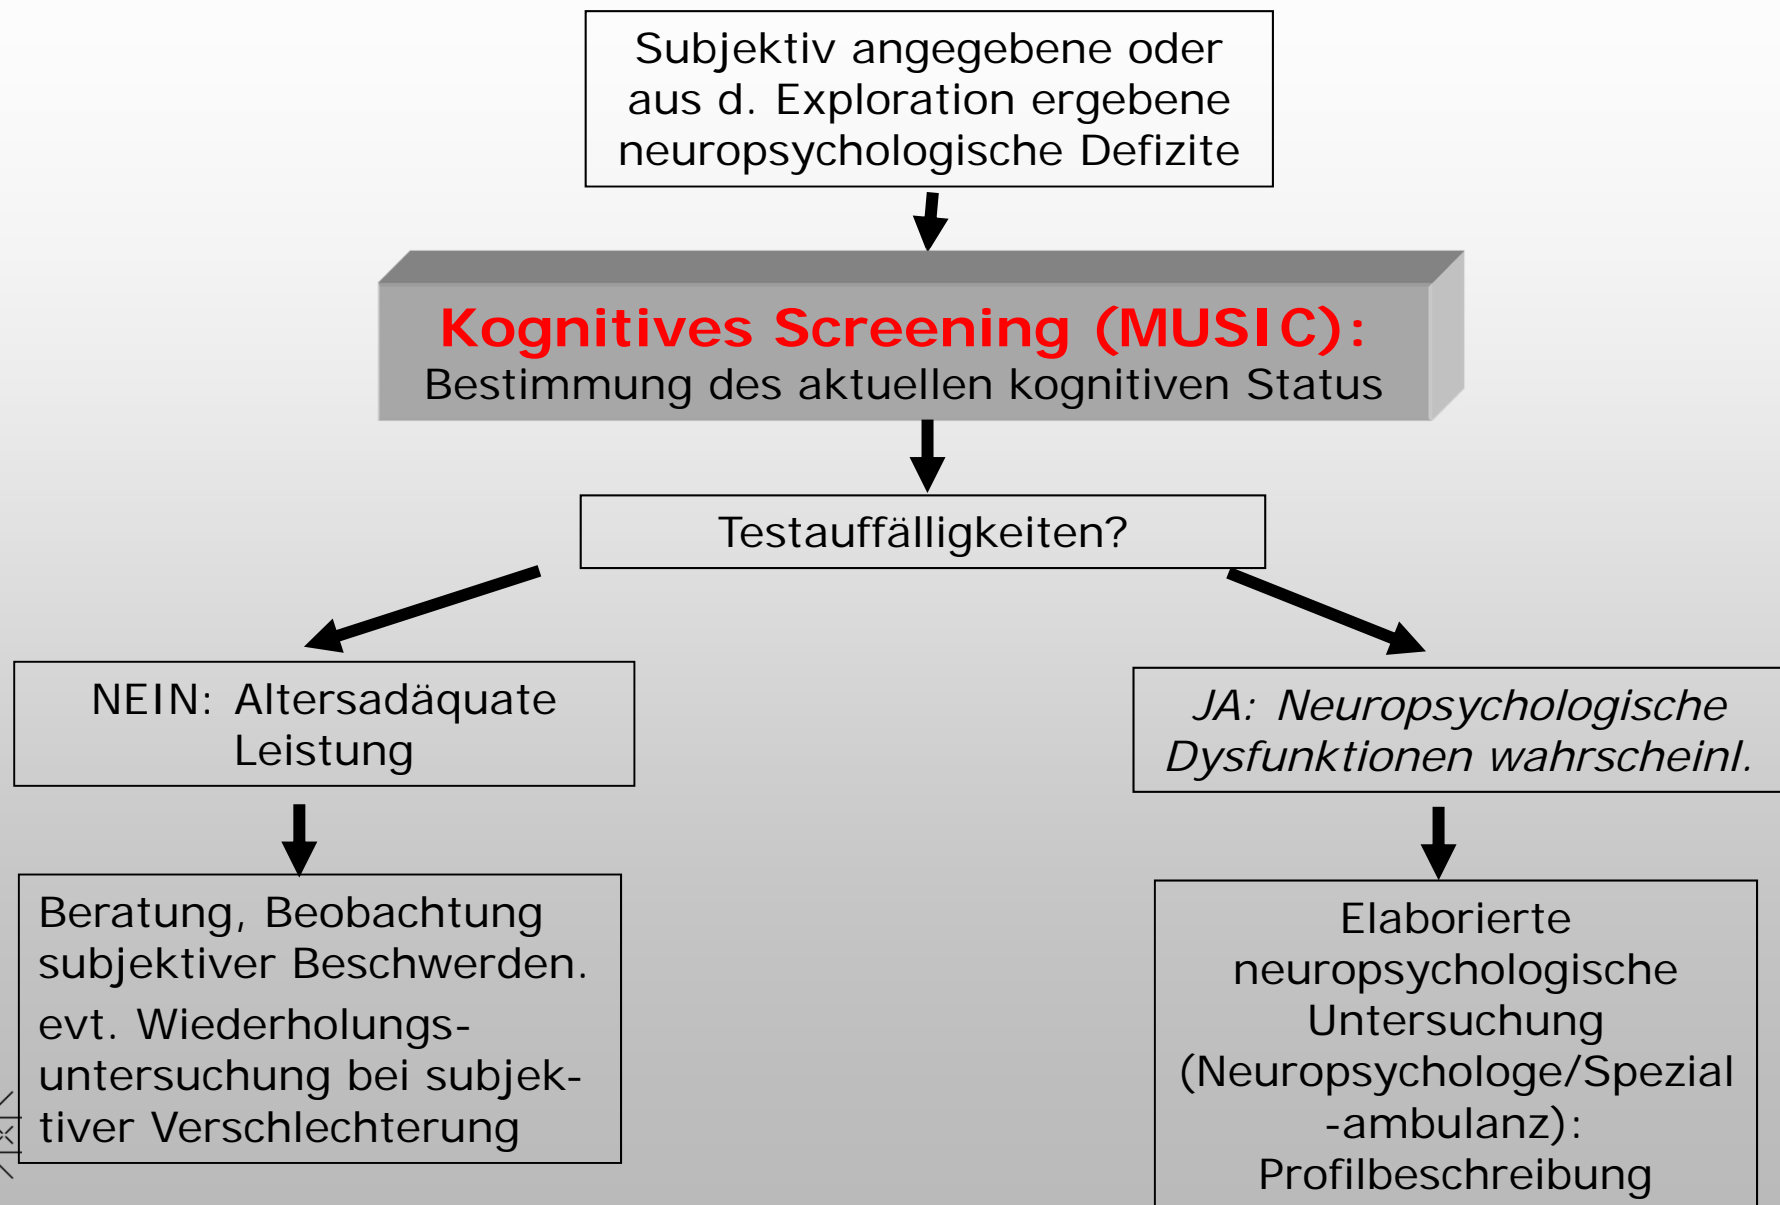 Subjektiv angegebene oder
aus d. Exploration ergebene
neuropsychologische Defizite
Kognitives Screening (MUSIC):
Bestimmung des aktuellen kognitiven Status
Testauffälligkeiten?
NEIN: Altersadäquate
Leistung
JA: Neuropsychologische
Dysfunktionen wahrscheinl.
Beratung, Beobachtung
subjektiver Beschwerden.
evt. Wiederholungs-
untersuchung bei subjek-
tiver Verschlechterung
Elaborierte
neuropsychologische
Untersuchung
(Neuropsychologe/Spezial
-ambulanz):
Profilbeschreibung